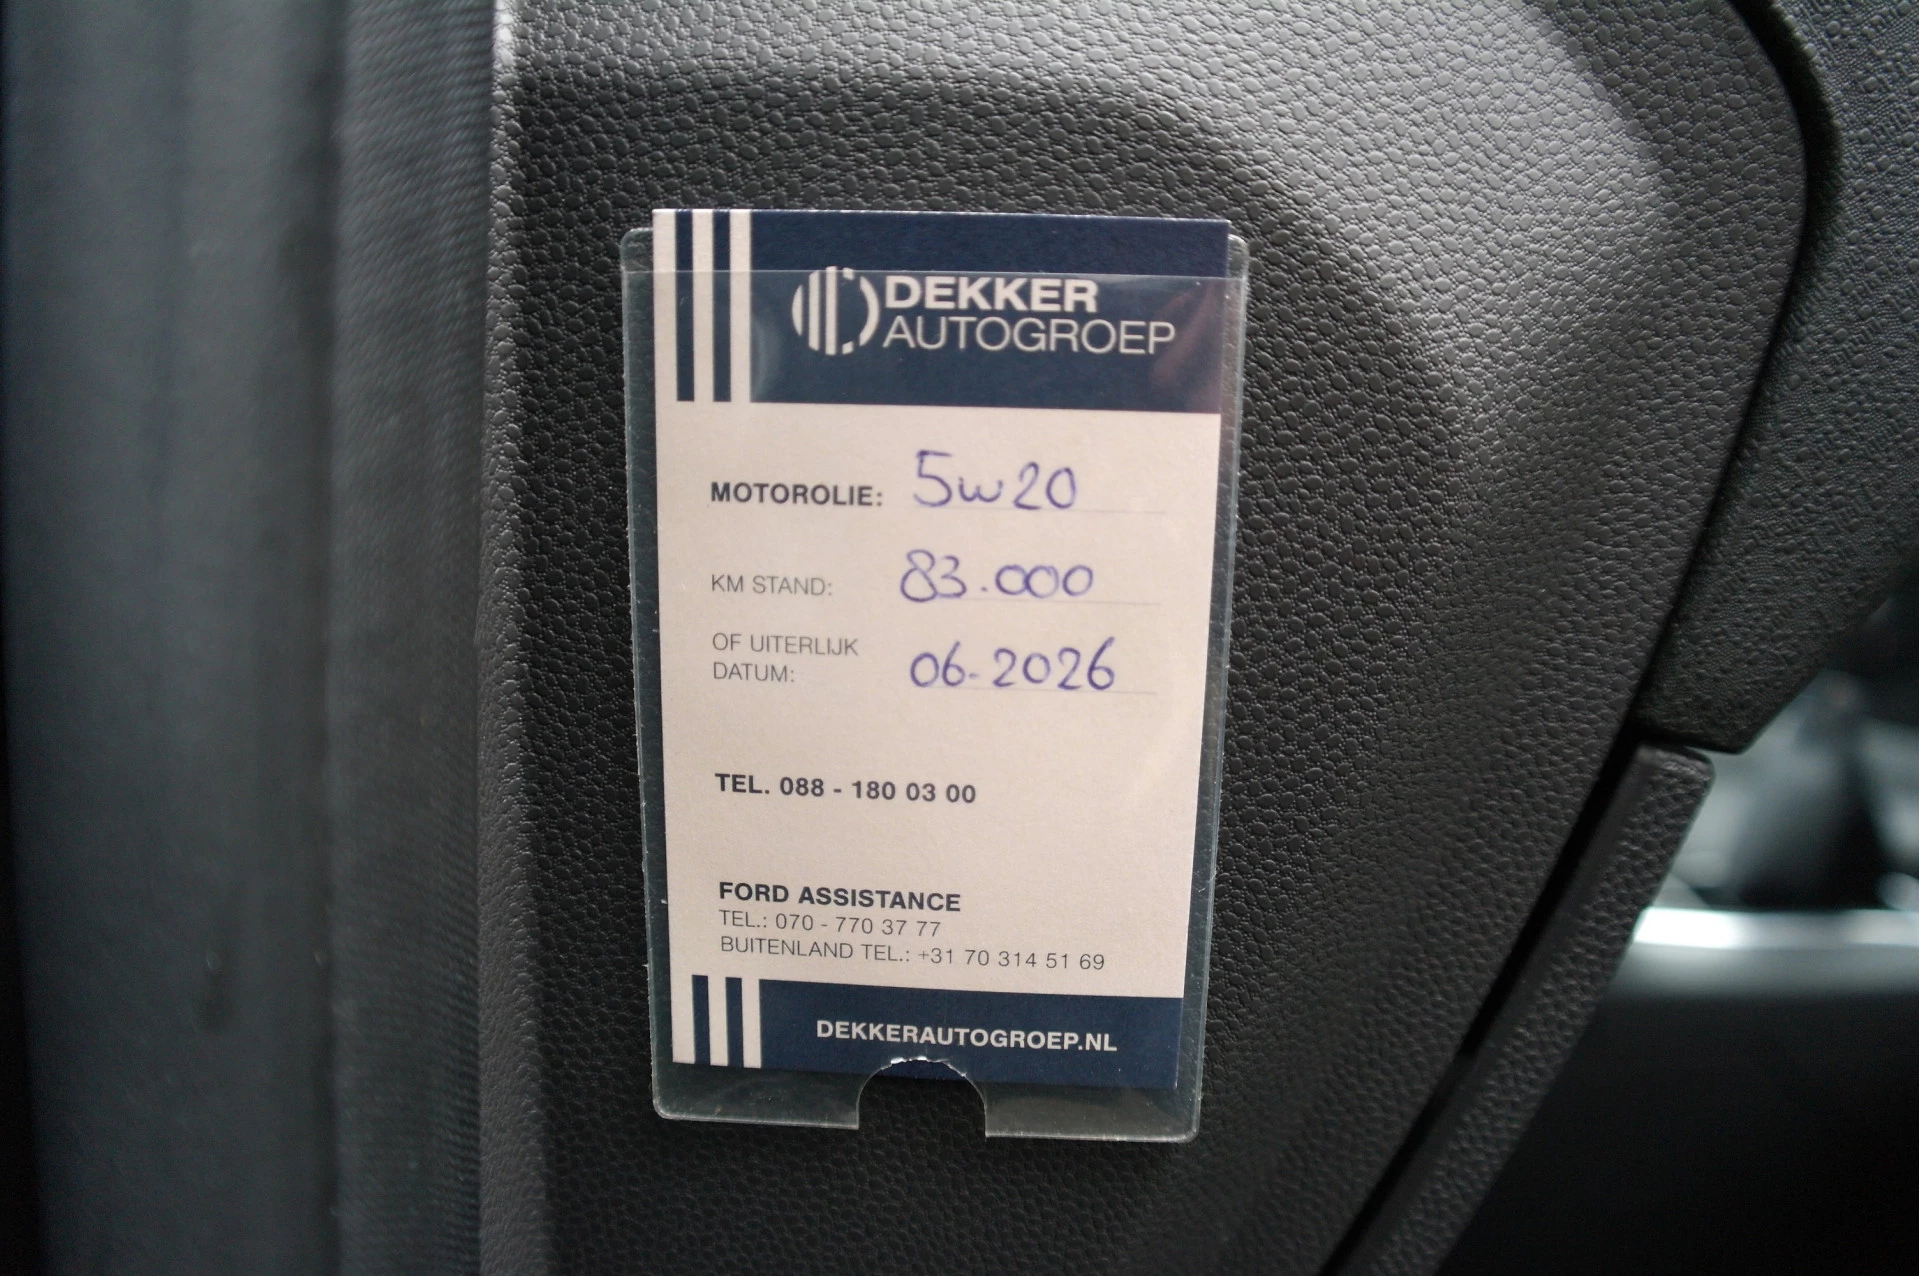 DEKKER
AUTOGROEP
MOTOROLIE: 5w20
KM STAND: 83.000
OF UITERLIJK
DATUM: 06-2026
TEL. 088 - 180 03 00
FORD ASSISTANCE
TEL.: 070 - 770 37 77
BUITENLAND TEL.: +31 70 314 51 69
DEKKERAUTOGROEP.NL